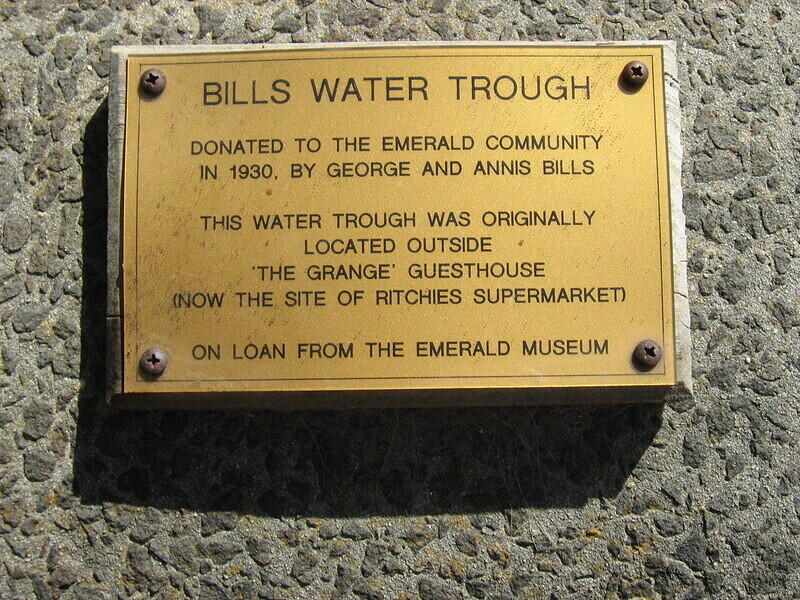 BILLS WATER TROUGH
DONATED TO THE EMERALD COMMUNITY
IN 1930, BY GEORGE AND ANNIS BILLS
THIS WATER TROUGH WAS ORIGINALLY
LOCATED OUTSIDE
'THE GRANGE' GUESTHOUSE
(NOW THE SITE OF RITCHIES SUPERMARKET)
ON LOAN FROM THE EMERALD MUSEUM